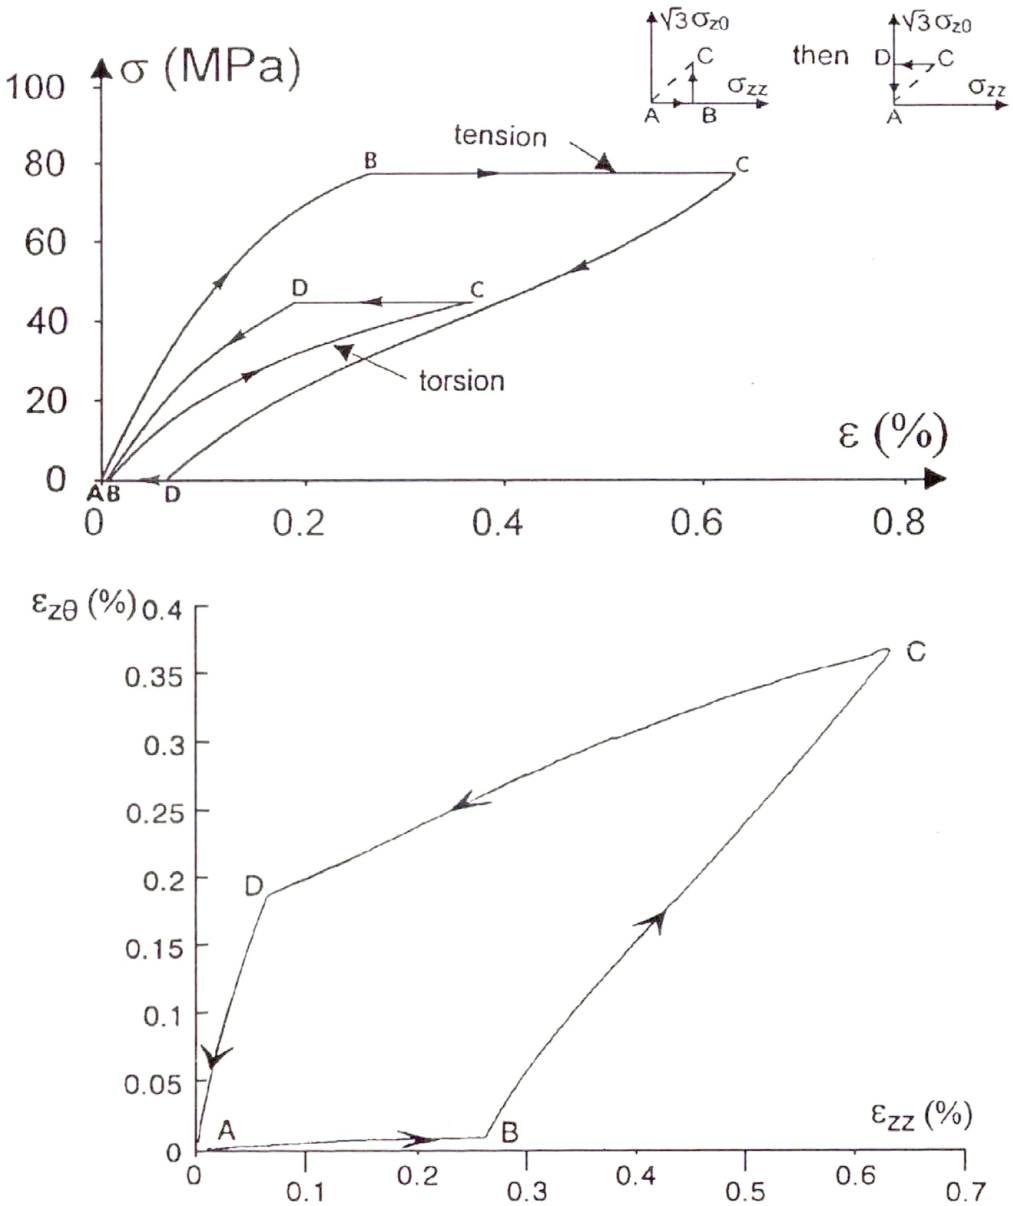 √3 σz0
C
σzz
A B
then
√3 σz0
D C
σzz
A
σ (MPa)
100
80
60
40
20
0
tension
B
C
D
C
torsion
ε (%)
A B D
0 0.2 0.4 0.6 0.8
εzθ (%)
0.4
0.35
0.3
0.25
0.2
0.15
0.1
0.05
0
C
D
A
B
εzz (%)
0 0.1 0.2 0.3 0.4 0.5 0.6 0.7